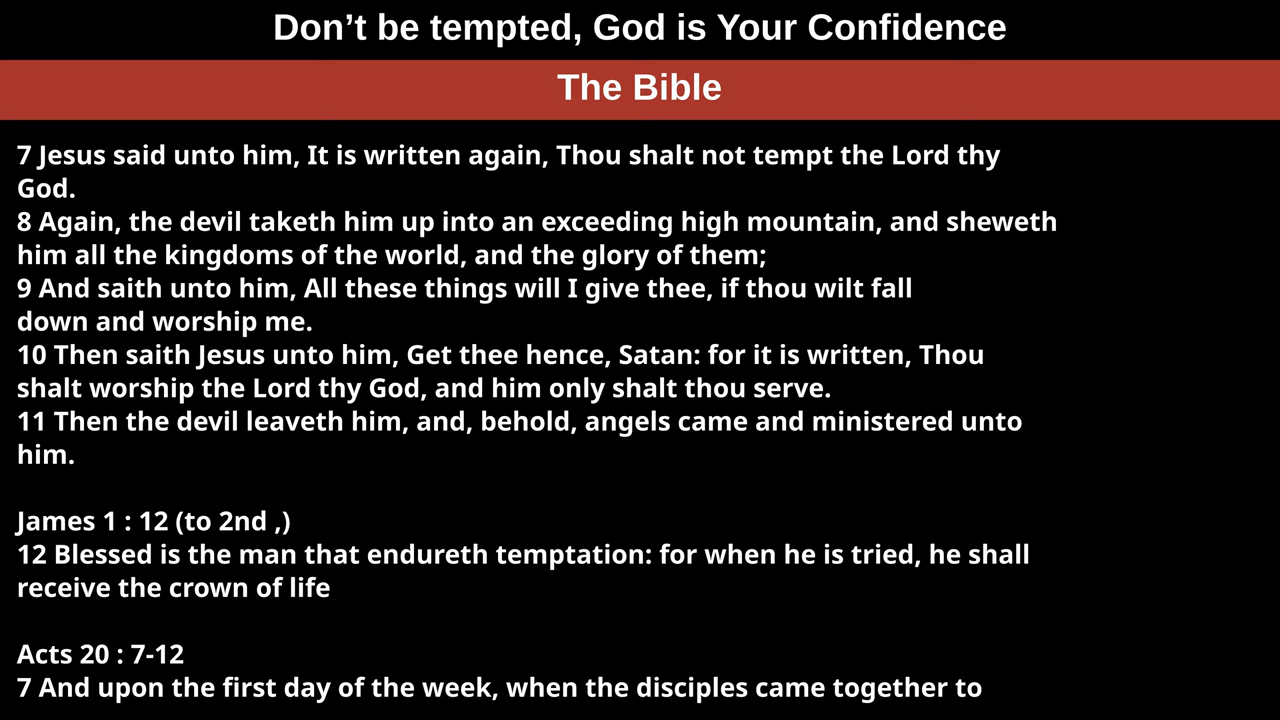 Don’t be tempted, God is Your Confidence
The Bible
7 Jesus said unto him, It is written again, Thou shalt not tempt the Lord thy
God.
8 Again, the devil taketh him up into an exceeding high mountain, and sheweth
him all the kingdoms of the world, and the glory of them;
9 And saith unto him, All these things will I give thee, if thou wilt fall
down and worship me.
10 Then saith Jesus unto him, Get thee hence, Satan: for it is written, Thou
shalt worship the Lord thy God, and him only shalt thou serve.
11 Then the devil leaveth him, and, behold, angels came and ministered unto
him.
James 1 : 12 (to 2nd ,)
12 Blessed is the man that endureth temptation: for when he is tried, he shall
receive the crown of life
Acts 20 : 7-12
7 And upon the first day of the week, when the disciples came together to